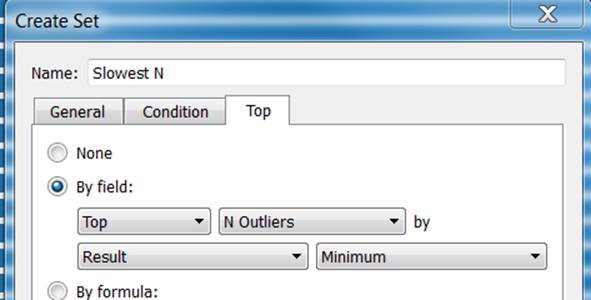 Create Set
Name: Slowest N
General Condition Top
None
By field:
Top N Outliers by
Result Minimum
By formula: